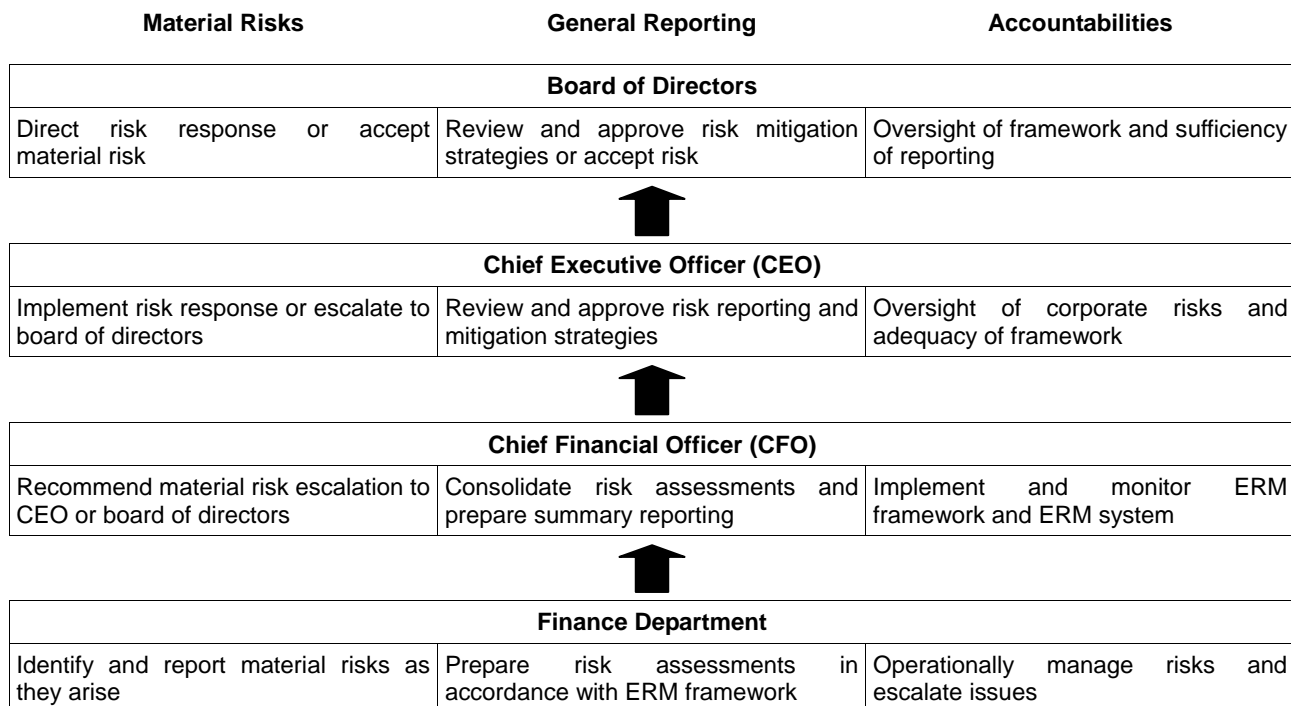 Material Risks General Reporting Accountabilities
Board of Directors
Direct risk response or accept material risk
Review and approve risk mitigation strategies or accept risk
Oversight of framework and sufficiency of reporting
Chief Executive Officer (CEO)
Implement risk response or escalate to board of directors
Review and approve risk reporting and mitigation strategies
Oversight of corporate risks and adequacy of framework
Chief Financial Officer (CFO)
Recommend material risk escalation to CEO or board of directors
Consolidate risk assessments and prepare summary reporting
Implement and monitor ERM framework and ERM system
Finance Department
Identify and report material risks as they arise
Prepare risk assessments in accordance with ERM framework
Operationally manage risks and escalate issues